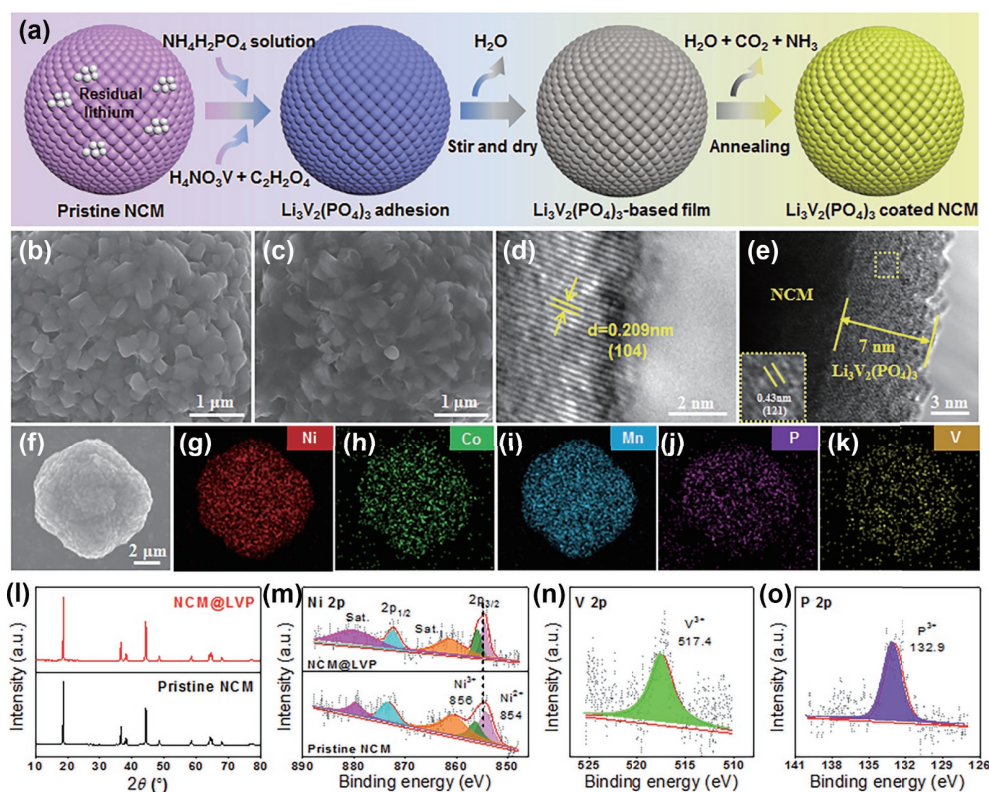 (a)
NH4H2PO4 solution
H2O
H2O + CO2 + NH3
Residual
lithium
Stir and dry
Annealing
H4NO3V + C2H2O4
Pristine NCM
Li3V2(PO4)3 adhesion
Li3V2(PO4)3-based film
Li3V2(PO4)3 coated NCM
(b)
1 μm
(c)
1 μm
(d)
d=0.209nm
(104)
2 nm
(e)
NCM
7 nm
Li3V2(PO4)3
0.43nm
(121)
3 nm
(f)
2 μm
(g)
Ni
(h)
Co
(i)
Mn
(j)
P
(k)
V
(l)
NCM@LVP
Pristine NCM
Intensity (a.u.)
10 20 30 40 50 60 70 80
2θ (°)
(m)
Ni 2p
2p3/2
2p1/2
Sat.
Sat.
NCM@LVP
Ni3+
856
Ni2+
854
Pristine NCM
Intensity (a.u.)
890 880 870 860 850
Binding energy (eV)
(n)
V 2p
V3+
517.4
Intensity (a.u.)
525 520 515 510
Binding energy (eV)
(o)
P 2p
P3+
132.9
Intensity (a.u.)
141 138 135 132 129 126
Binding energy (eV)